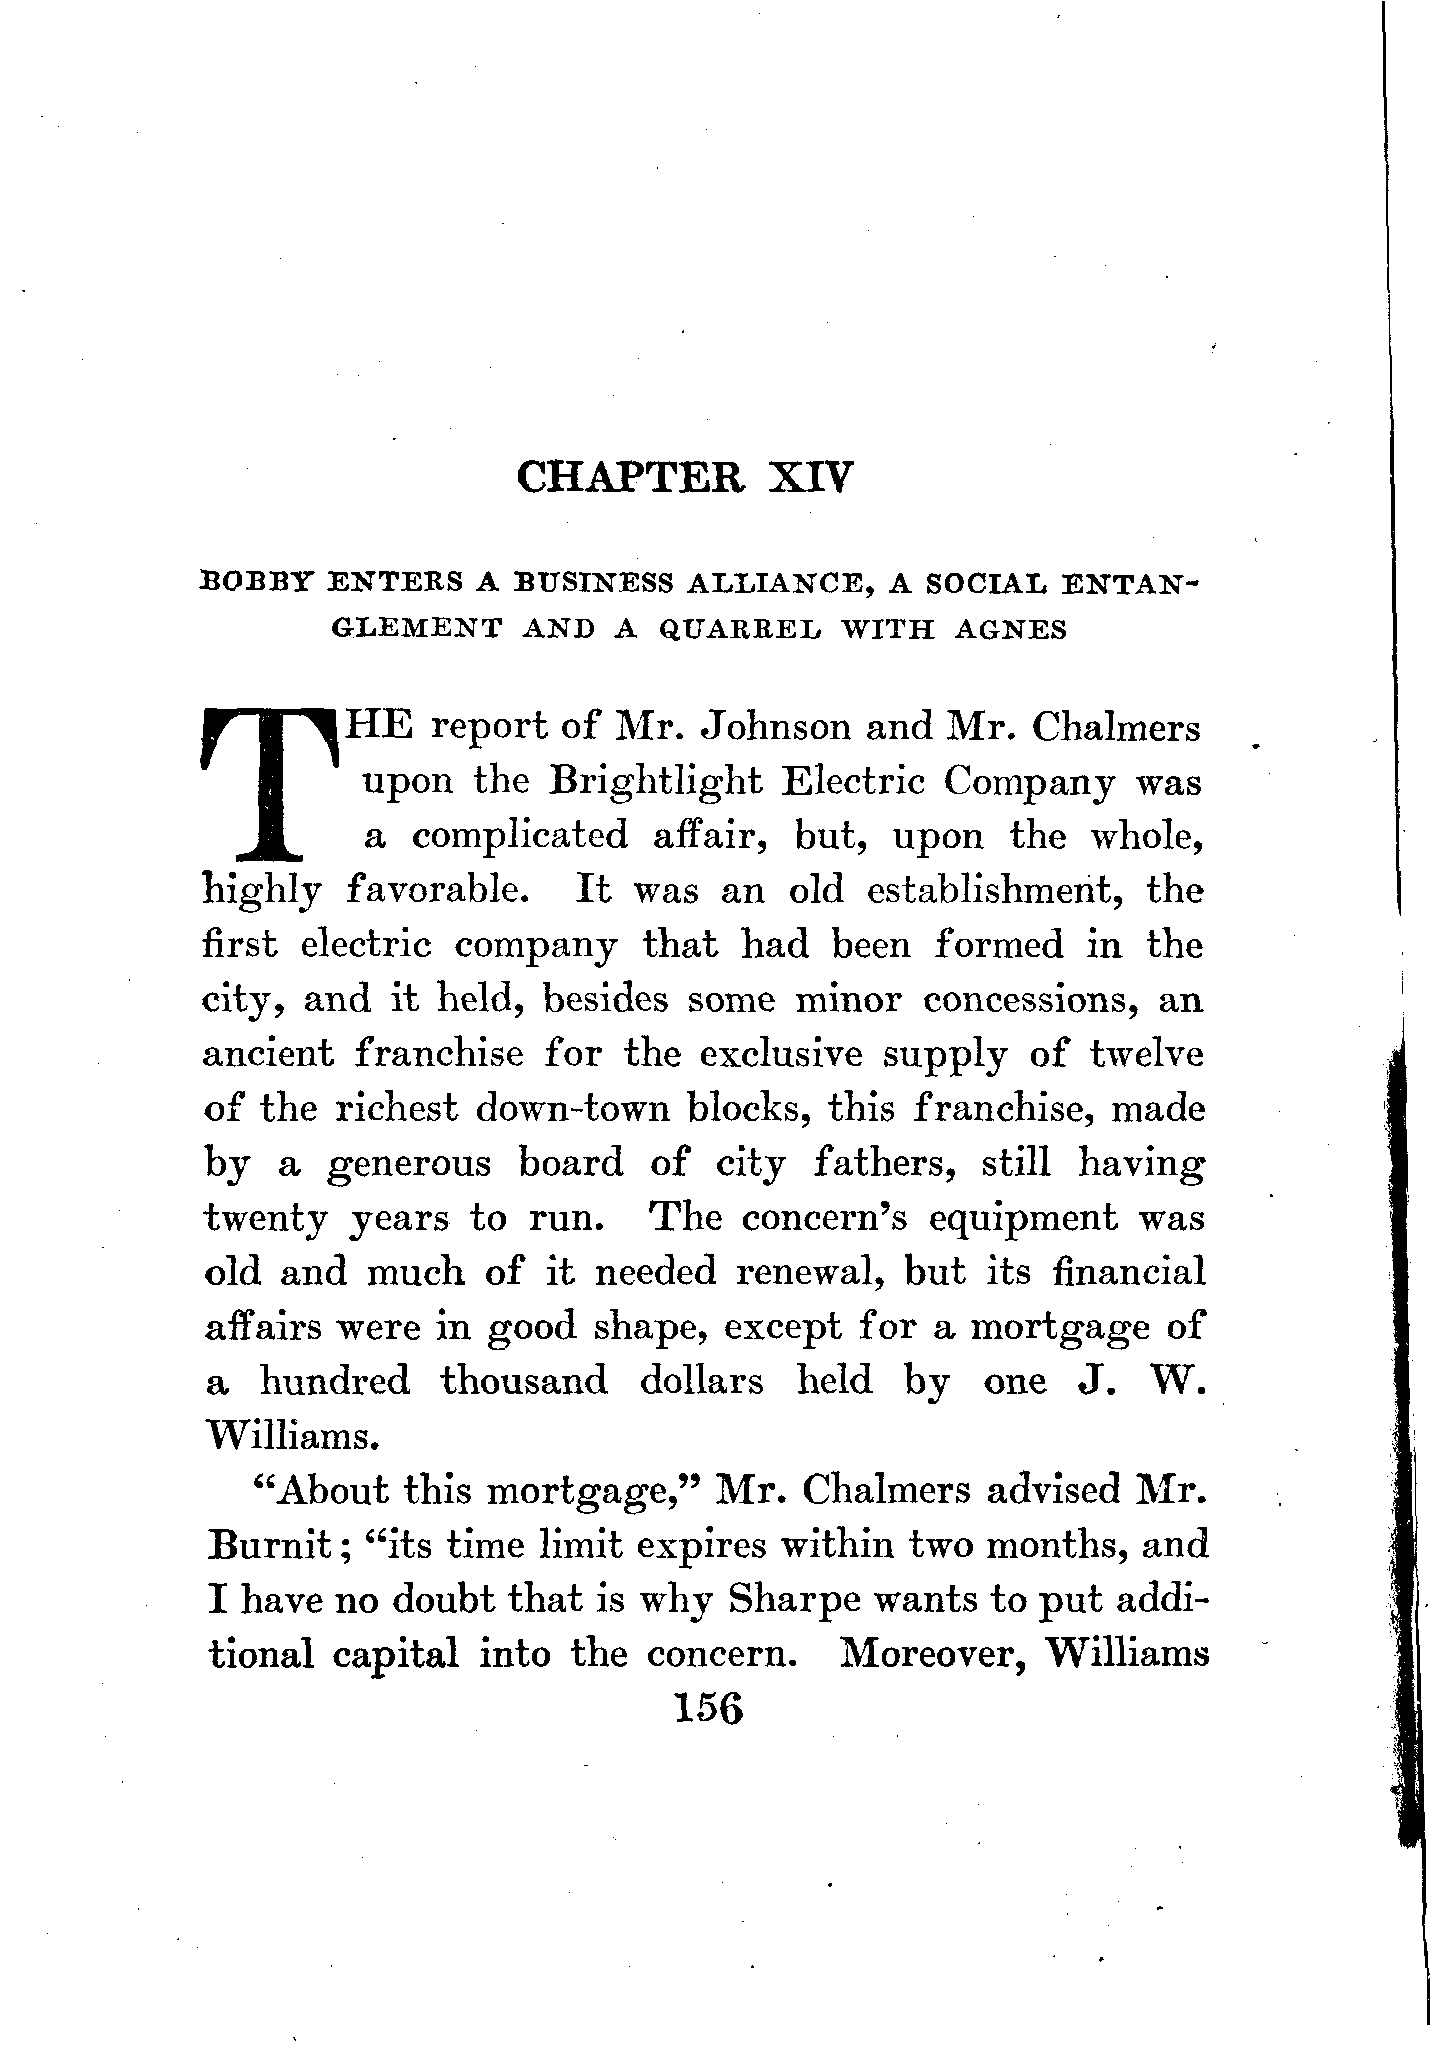 CHAPTER XIV
BOBBY ENTERS A BUSINESS ALLIANCE, A SOCIAL ENTAN-
GLEMENT AND A QUARREL WITH AGNES
THE report of Mr. Johnson and Mr. Chalmers
upon the Brightlight Electric Company was
a complicated affair, but, upon the whole,
highly favorable. It was an old establishment, the
first electric company that had been formed in the
city, and it held, besides some minor concessions, an
ancient franchise for the exclusive supply of twelve
of the richest down-town blocks, this franchise, made
by a generous board of city fathers, still having
twenty years to run. The concern's equipment was
old and much of it needed renewal, but its financial
affairs were in good shape, except for a mortgage of
a hundred thousand dollars held by one J. W.
Williams.
"About this mortgage," Mr. Chalmers advised Mr.
Burnit; "its time limit expires within two months, and
I have no doubt that is why Sharpe wants to put addi-
tional capital into the concern. Moreover, Williams
156